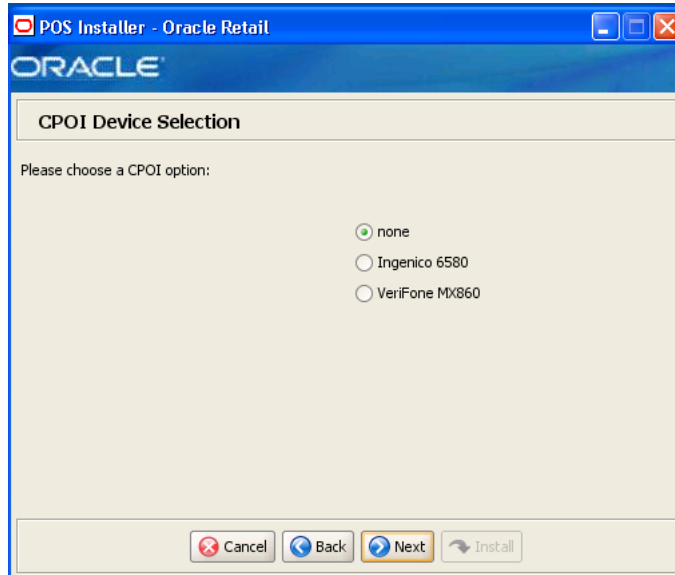 POS Installer - Oracle Retail
ORACLE
CPOI Device Selection
Please choose a CPOI option:
none
Ingenico 6580
VeriFone MX860
Cancel Back Next Install